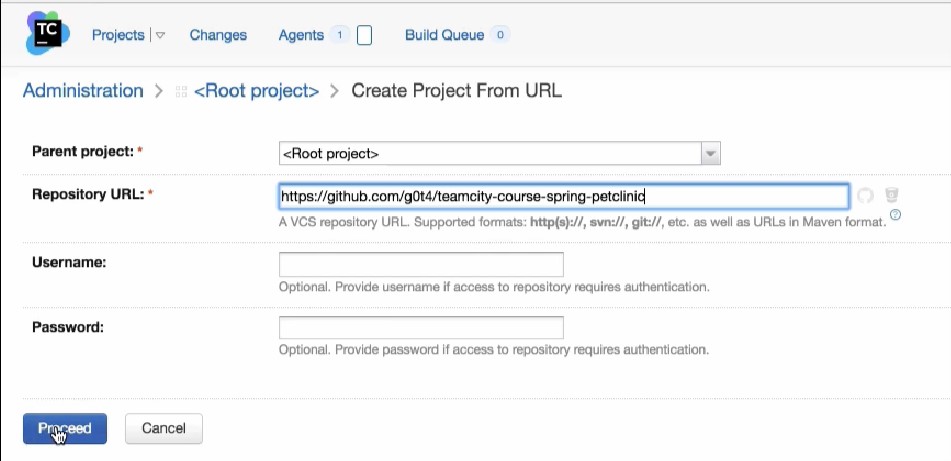 TC
Projects Changes Agents 1 Build Queue 0
Administration > <Root project> > Create Project From URL
Parent project: * <Root project>
Repository URL: * https://github.com/g0t4/teamcity-course-spring-petclinic
A VCS repository URL. Supported formats: http(s)://, svn://, git://, etc. as well as URLs in Maven format. ?
Username:
Optional. Provide username if access to repository requires authentication.
Password:
Optional. Provide password if access to repository requires authentication.
Proceed Cancel